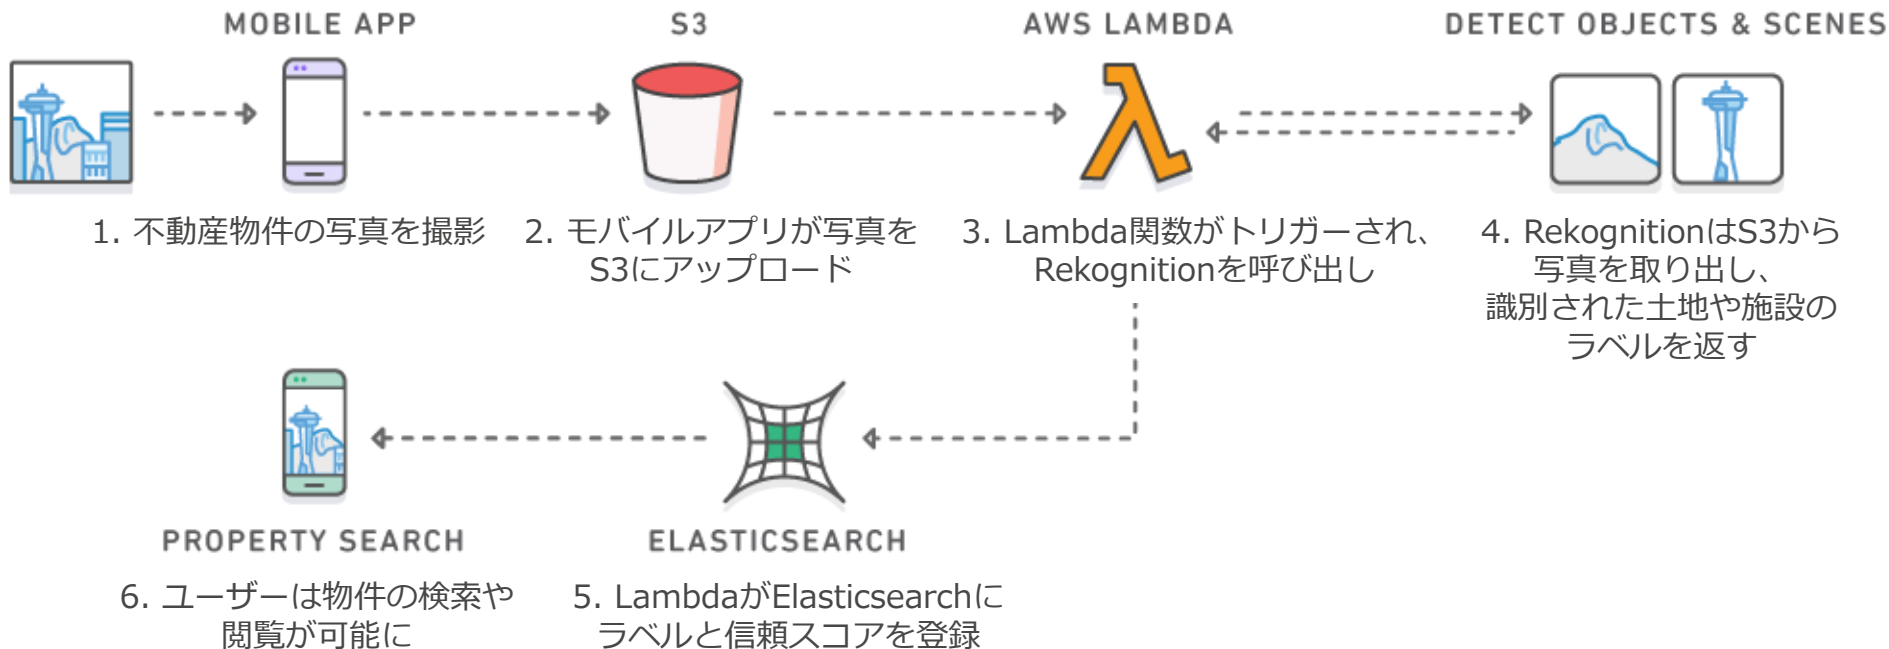 MOBILE APP
S3
AWS LAMBDA
DETECT OBJECTS & SCENES
1. 不動産物件の写真を撮影
2. モバイルアプリが写真を
S3にアップロード
3. Lambda関数がトリガーされ、
Rekognitionを呼び出し
4. RekognitionはS3から
写真を取り出し、
識別された土地や施設の
ラベルを返す
PROPERTY SEARCH
6. ユーザーは物件の検索や
閲覧が可能に
ELASTICSEARCH
5. LambdaがElasticsearchに
ラベルと信頼スコアを登録